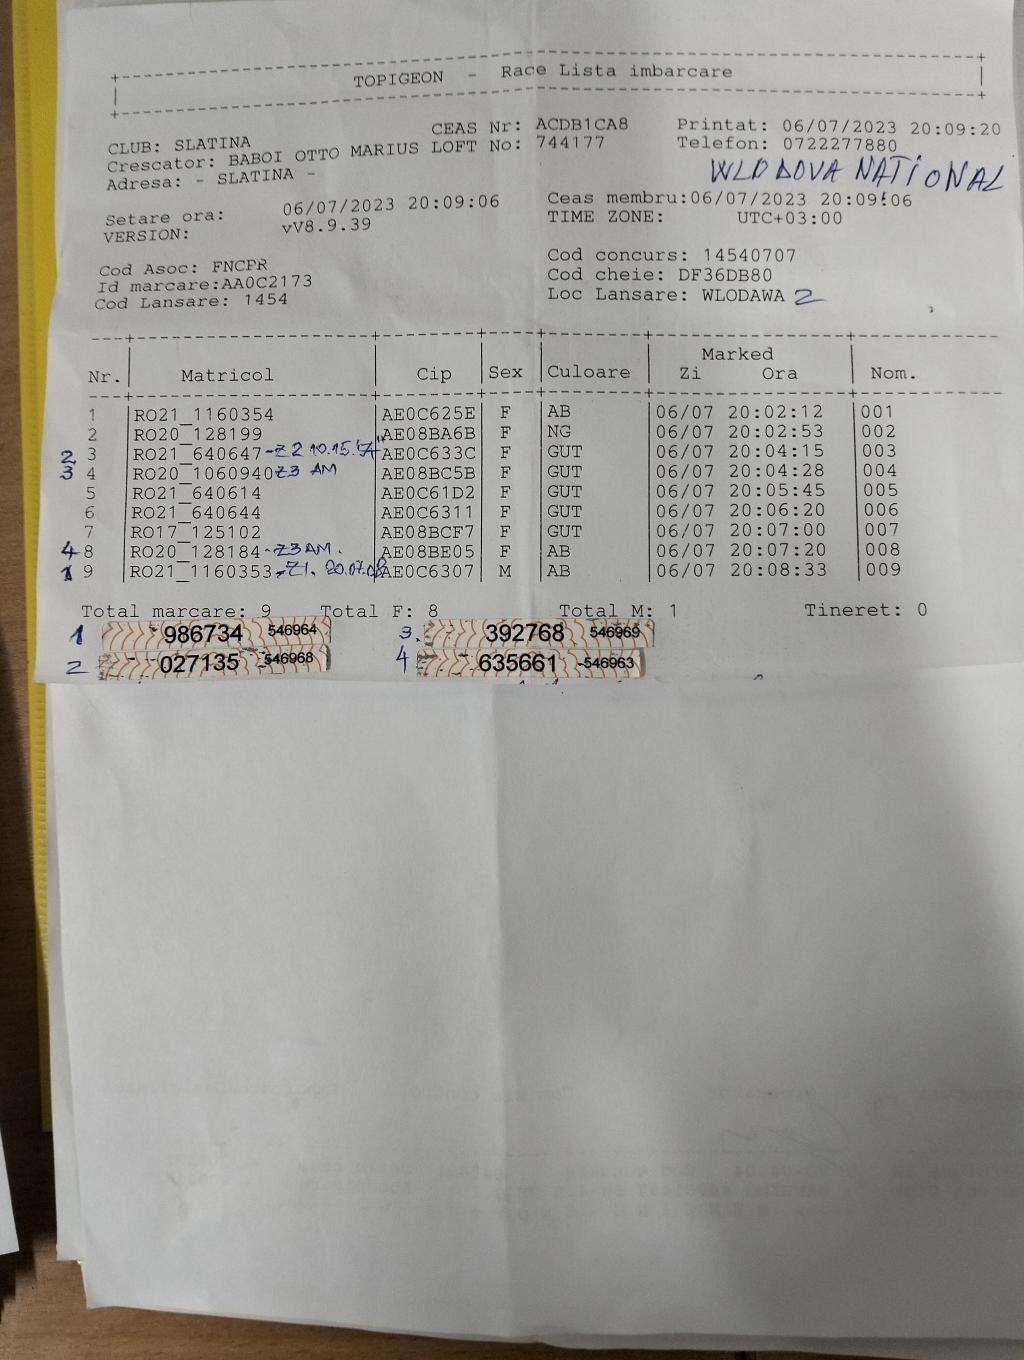 TOPIGEON - Race Lista imbarcare
CEAS Nr: ACDB1CA8 Printat: 06/07/2023 20:09:20
CLUB: SLATINA
Crescator: BABOI OTTO MARIUS LOFT No: 744177 Telefon: 0722277880
Adresa: - SLATINA -
WLODOVA NATIONAL
Setare ora: 06/07/2023 20:09:06 Ceas membru:06/07/2023 20:09:06
VERSION: vV8.9.39 TIME ZONE: UTC+03:00
Cod Asoc: FNCPR Cod concurs: 14540707
Id marcare:AA0C2173 Cod cheie: DF36DB80
Cod Lansare: 1454 Loc Lansare: WLODAWA 2
Marked
Nr. Matricol Cip Sex Culoare Zi Ora Nom.
1 RO21_1160354 AE0C625E F AB 06/07 20:02:12 001
2 RO20_128199 AE08BA6B F NG 06/07 20:02:53 002
2 3 RO21_640647 -Z2 10.15.57 AE0C633C F GUT 06/07 20:04:15 003
3 4 RO20_1060940 Z3 AM AE08BC5B F GUT 06/07 20:04:28 004
5 RO21_640614 AE0C61D2 F GUT 06/07 20:05:45 005
6 RO21_640644 AE0C6311 F GUT 06/07 20:06:20 006
7 RO17_125102 AE08BCF7 F GUT 06/07 20:07:00 007
4 8 RO20_128184 -Z3 AM. AE08BE05 F AB 06/07 20:07:20 008
1 9 RO21_1160353 -Z1. 20.07.08 AE0C6307 M AB 06/07 20:08:33 009
Total marcare: 9 Total F: 8 Total M: 1 Tineret: 0
1 986734 546964 3. 392768 546969
2 027135 -546968 4 635661 -546963